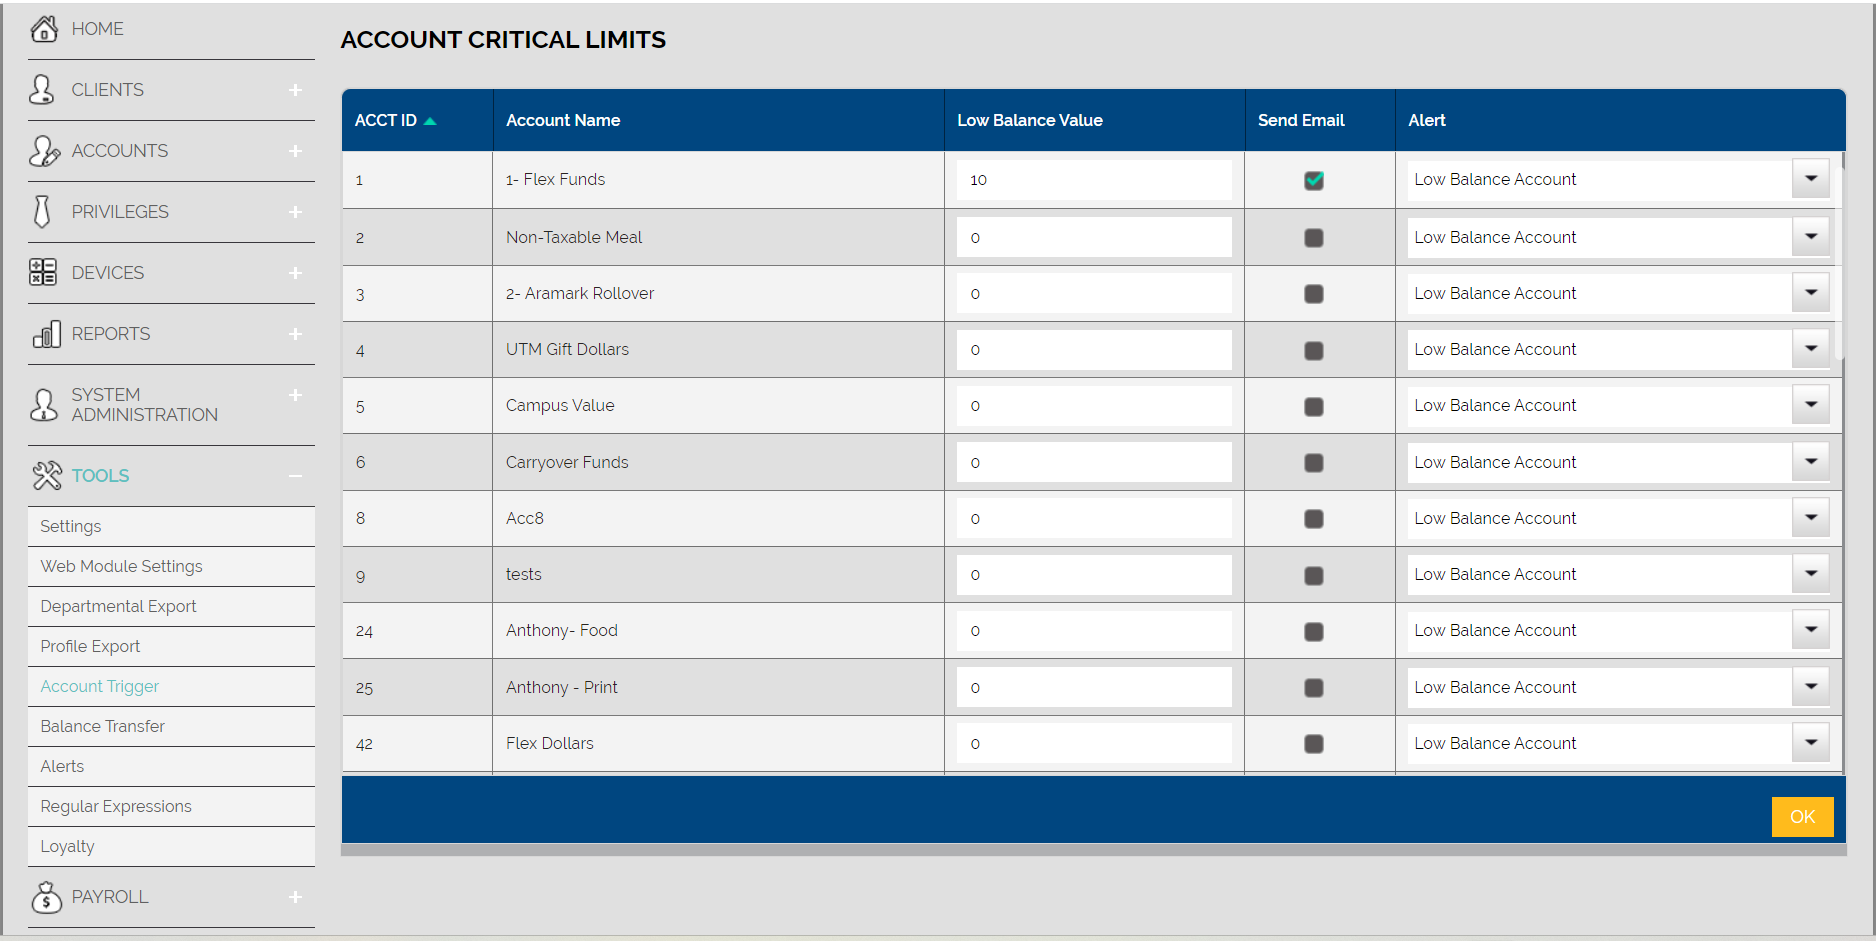 HOME
CLIENTS
ACCOUNTS
PRIVILEGES
DEVICES
REPORTS
SYSTEM
ADMINISTRATION
TOOLS
Settings
Web Module Settings
Departmental Export
Profile Export
Account Trigger
Balance Transfer
Alerts
Regular Expressions
Loyalty
PAYROLL
ACCOUNT CRITICAL LIMITS
ACCT ID Account Name Low Balance Value Send Email Alert
1 1- Flex Funds 10 Low Balance Account
2 Non-Taxable Meal 0 Low Balance Account
3 2- Aramark Rollover 0 Low Balance Account
4 UTM Gift Dollars 0 Low Balance Account
5 Campus Value 0 Low Balance Account
6 Carryover Funds 0 Low Balance Account
8 Acc8 0 Low Balance Account
9 tests 0 Low Balance Account
24 Anthony- Food 0 Low Balance Account
25 Anthony - Print 0 Low Balance Account
42 Flex Dollars 0 Low Balance Account
OK